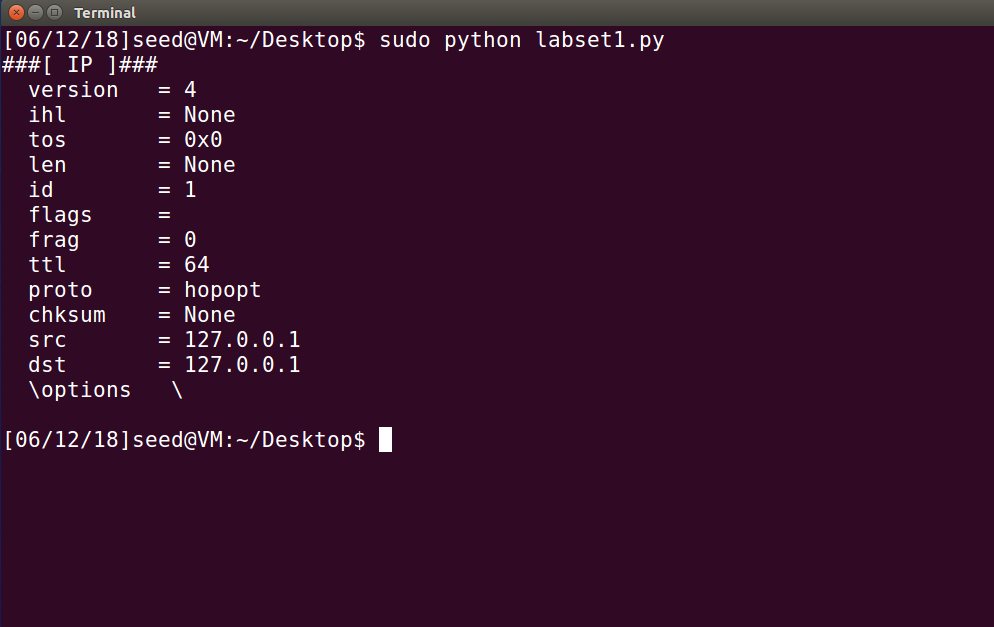 Terminal
[06/12/18]seed@VM:~/Desktop$ sudo python labset1.py
###[ IP ]###
  version   = 4
  ihl       = None
  tos       = 0x0
  len       = None
  id        = 1
  flags     =
  frag      = 0
  ttl       = 64
  proto     = hopopt
  chksum    = None
  src       = 127.0.0.1
  dst       = 127.0.0.1
  \options   \
[06/12/18]seed@VM:~/Desktop$